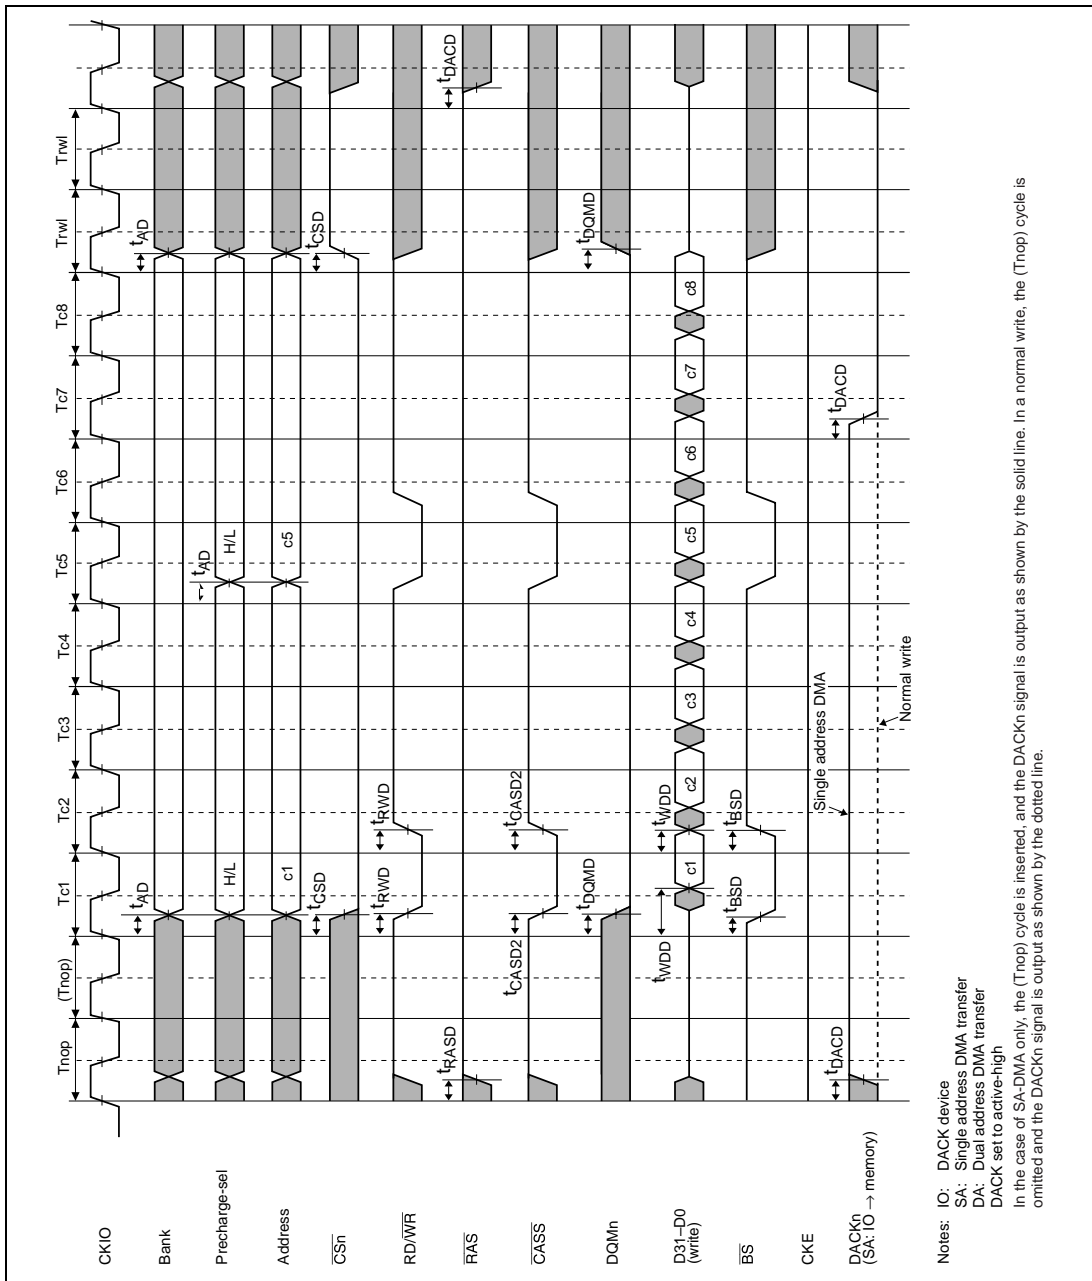 Tnop (Tnop) Tc1 Tc2 Tc3 Tc4 Tc5 Tc6 Tc7 Tc8 Trwl Trwl
CKIO
tAD tAD
Bank
tAD
Precharge-sel H/L H/L
Address c1 c5
tCSD tCSD
CSn
tRWD tRWD
RD/WR
tRASD tDACD
RAS
tCASD2 tCASD2
CASS
tDQMD tDQMD
DQMn
tWDD tWDD
D31–D0 c1 c2 c3 c4 c5 c6 c7 c8
(write)
tBSD tBSD
BS
CKE
Single address DMA
tDACD tDACD
DACKn
(SA: IO → memory)
Normal write
Notes: IO: DACK device
SA: Single address DMA transfer
DA: Dual address DMA transfer
DACK set to active-high
In the case of SA-DMA only, the (Tnop) cycle is inserted, and the DACKn signal is output as shown by the solid line. In a normal write, the (Tnop) cycle is
omitted and the DACKn signal is output as shown by the dotted line.